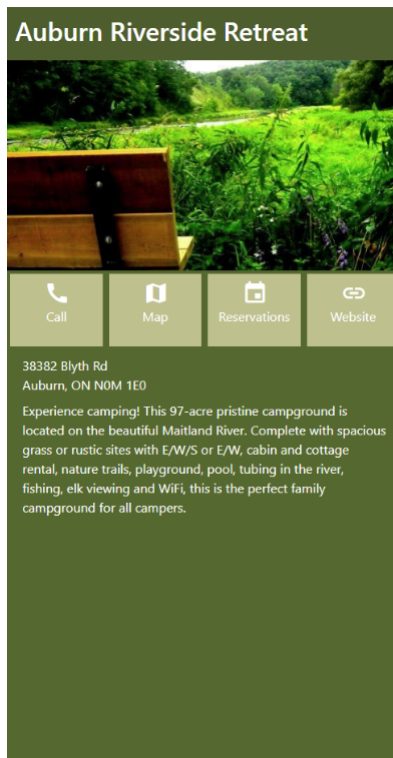 Auburn Riverside Retreat
Call
Map
Reservations
Website
38382 Blyth Rd
Auburn, ON N0M 1E0
Experience camping! This 97-acre pristine campground is
located on the beautiful Maitland River. Complete with spacious
grass or rustic sites with E/W/S or E/W, cabin and cottage
rental, nature trails, playground, pool, tubing in the river,
fishing, elk viewing and WiFi, this is the perfect family
campground for all campers.